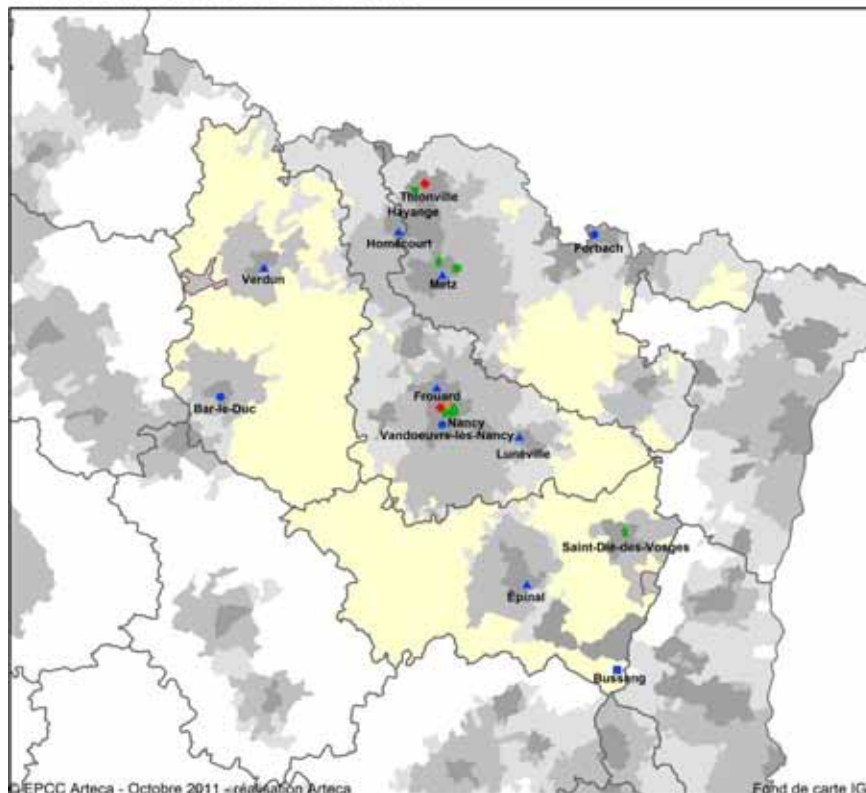 Thionville
Hayange
Homécourt
Forbach
Verdun
Metz
Frouard
Bar-le-Duc
Nancy
Vandoeuvre-lès-Nancy
Lunéville
Saint-Dié-des-Vosges
Épinal
Bussang
© EPCC Arteca - Octobre 2011 - réalisation Arteca
Fond de carte IG